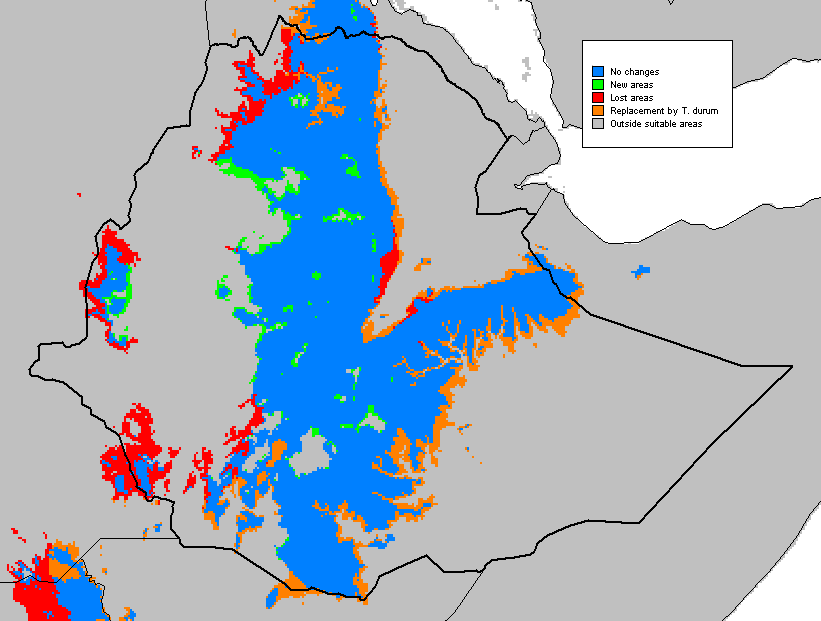 No changes
New areas
Lost areas
Replacement by T. durum
Outside suitable areas